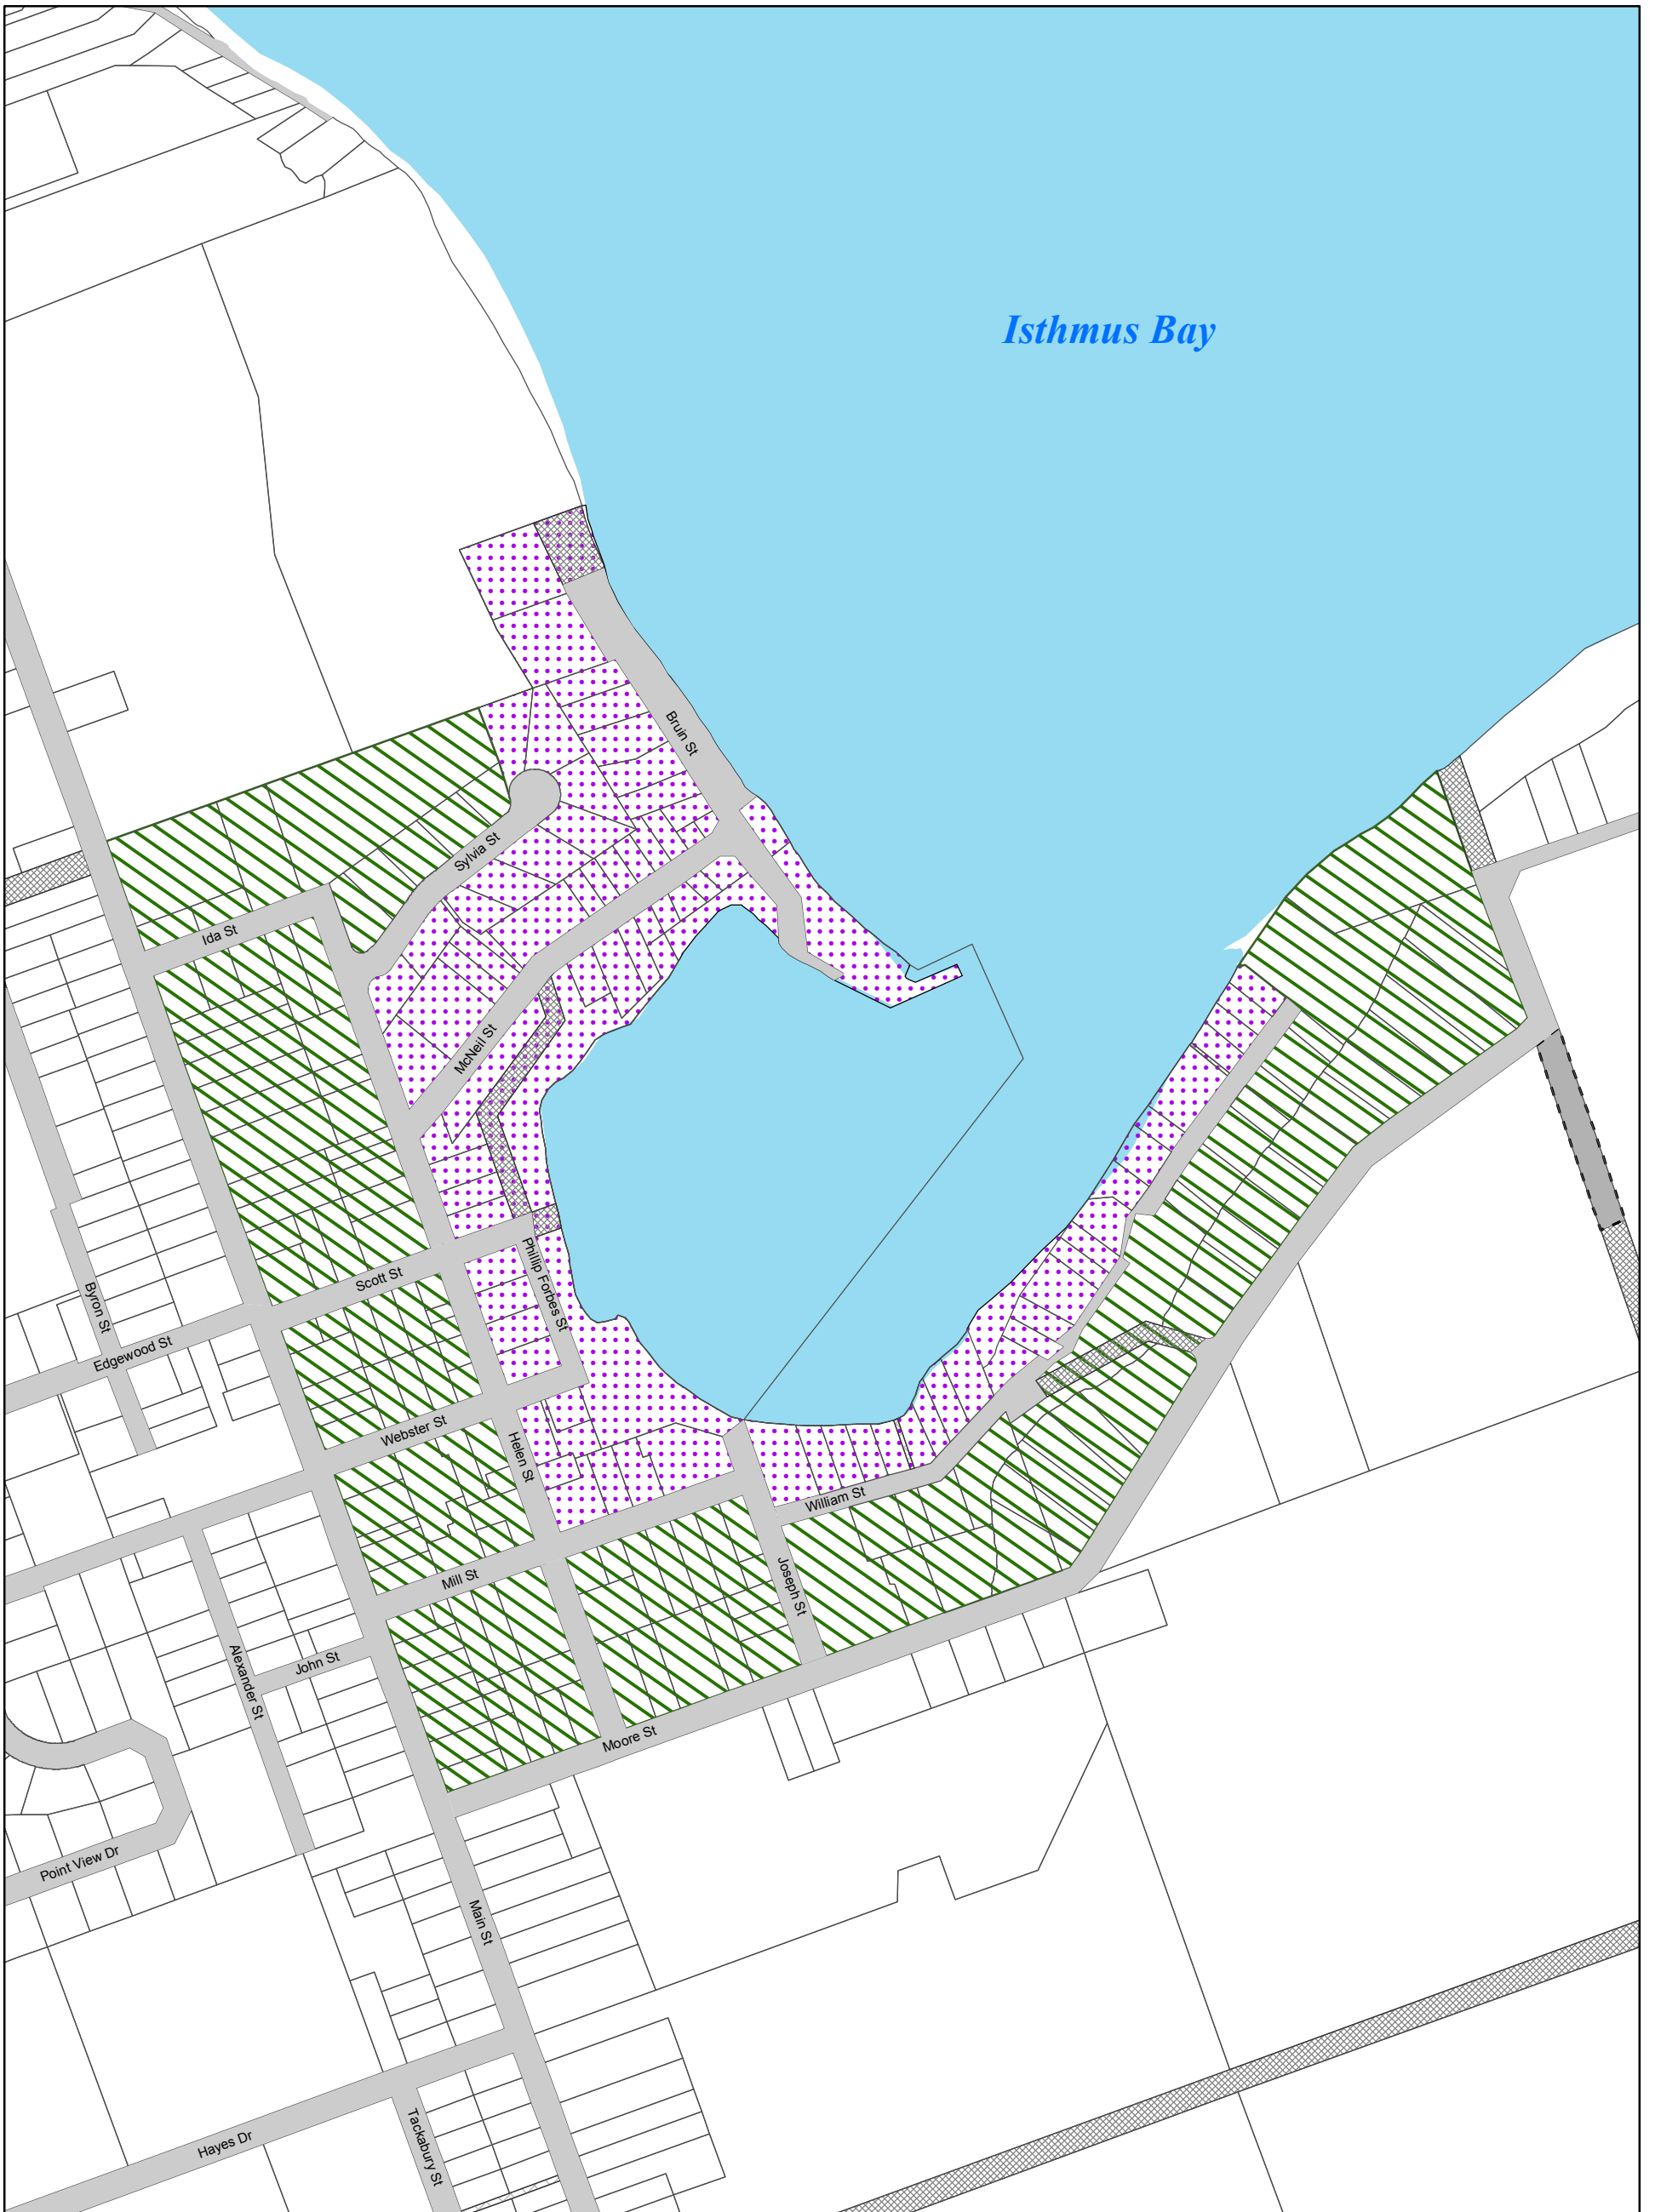 Isthmus Bay
Bruin St
Sylvia St
Ida St
McNeil St
Phillip Forbes St
Scott St
Byron St
Edgewood St
Webster St
Helen St
William St
Mill St
Joseph St
Alexander St
John St
Moore St
Point View Dr
Main St
Hayes Dr
Tackabury St